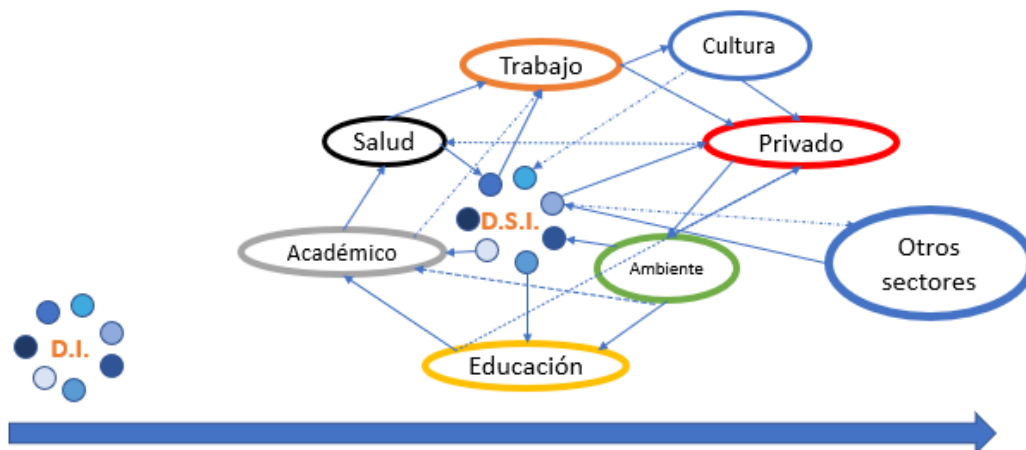 Cultura
Trabajo
Salud
Privado
D.S.I.
Académico
Ambiente
Otros
sectores
D.I.
Educación